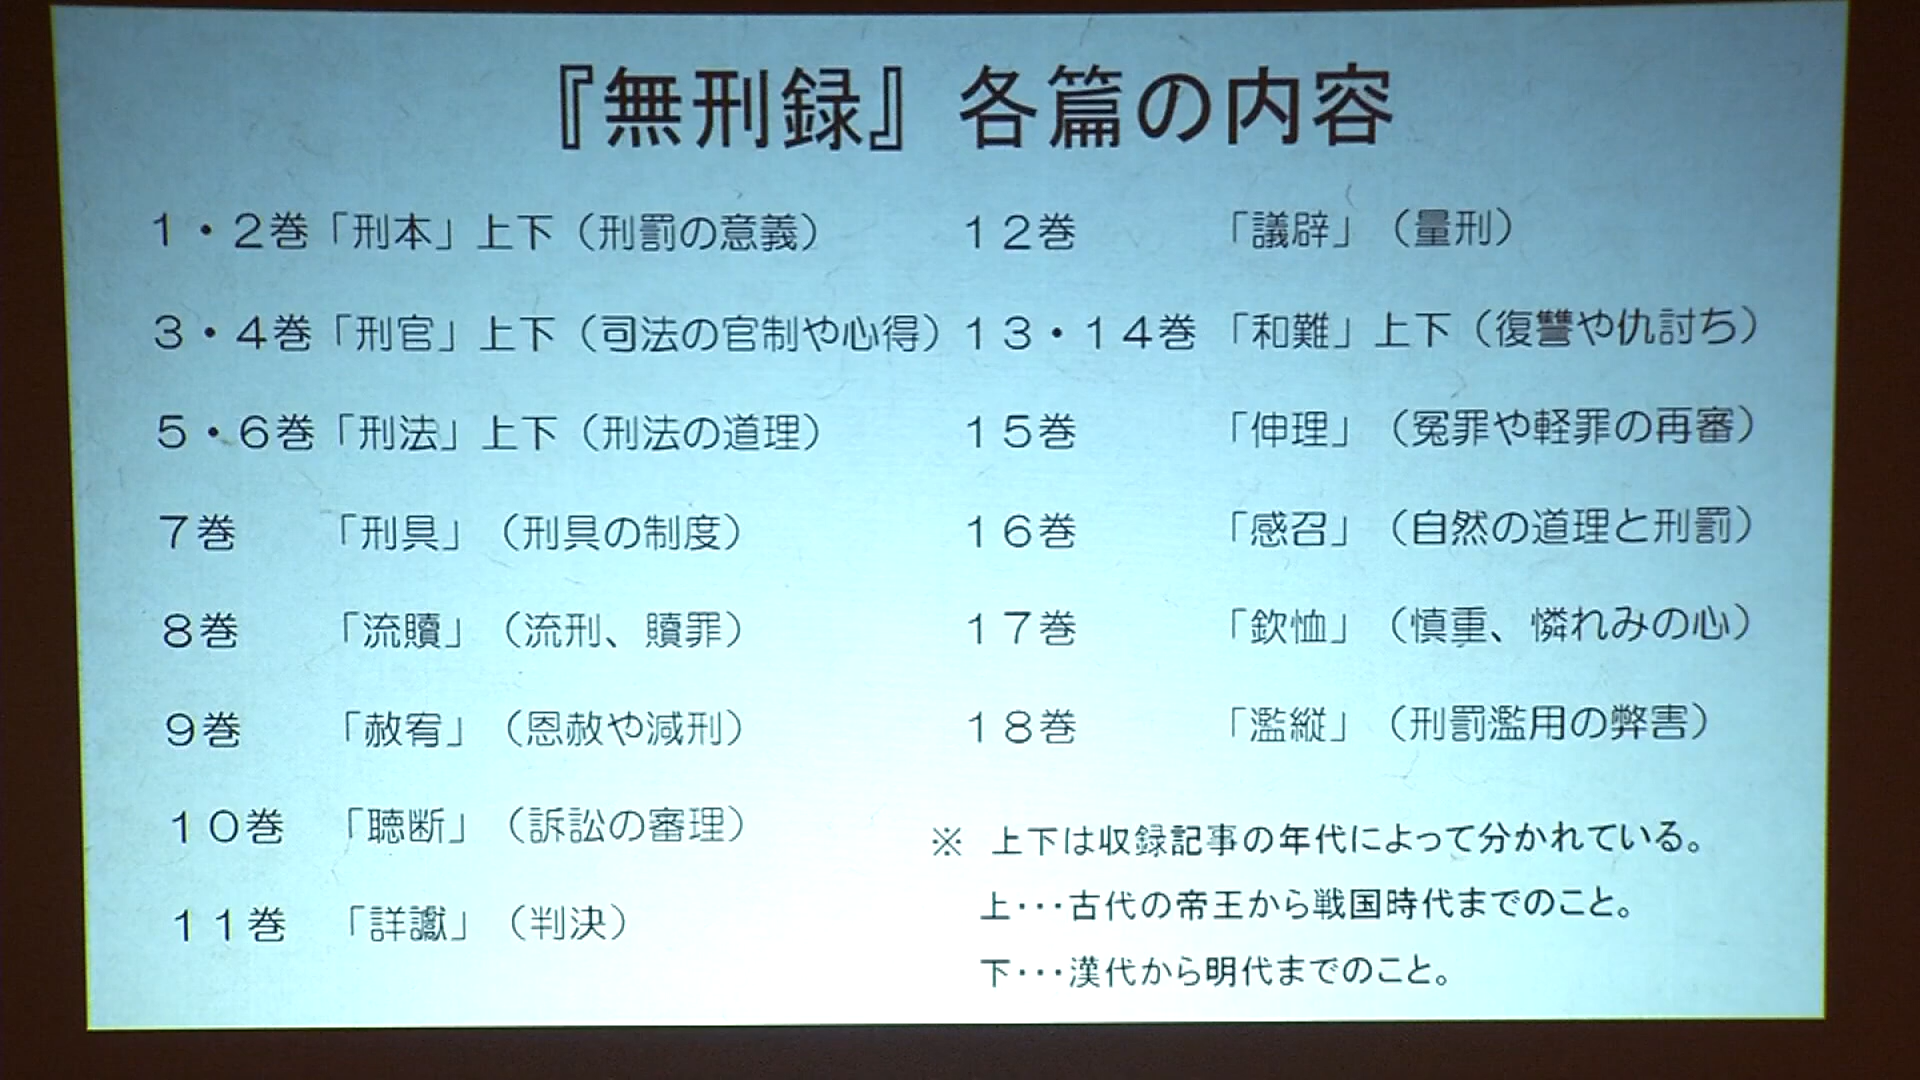 『無刑録』各篇の内容
１・２巻「刑本」上下（刑罰の意義）
３・４巻「刑官」上下（司法の官制や心得）
５・６巻「刑法」上下（刑法の道理）
７巻　「刑具」（刑具の制度）
８巻　「流贖」（流刑、贖罪）
９巻　「赦宥」（恩赦や減刑）
１０巻　「聴断」（訴訟の審理）
１１巻　「詳讞」（判決）
１２巻　「議辟」（量刑）
１３・１４巻　「和難」上下（復讐や仇討ち）
１５巻　「伸理」（冤罪や軽罪の再審）
１６巻　「感召」（自然の道理と刑罰）
１７巻　「欽恤」（慎重、憐れみの心）
１８巻　「濫縦」（刑罰濫用の弊害）
※　上下は収録記事の年代によって分かれている。
上･･･古代の帝王から戦国時代までのこと。
下･･･漢代から明代までのこと。